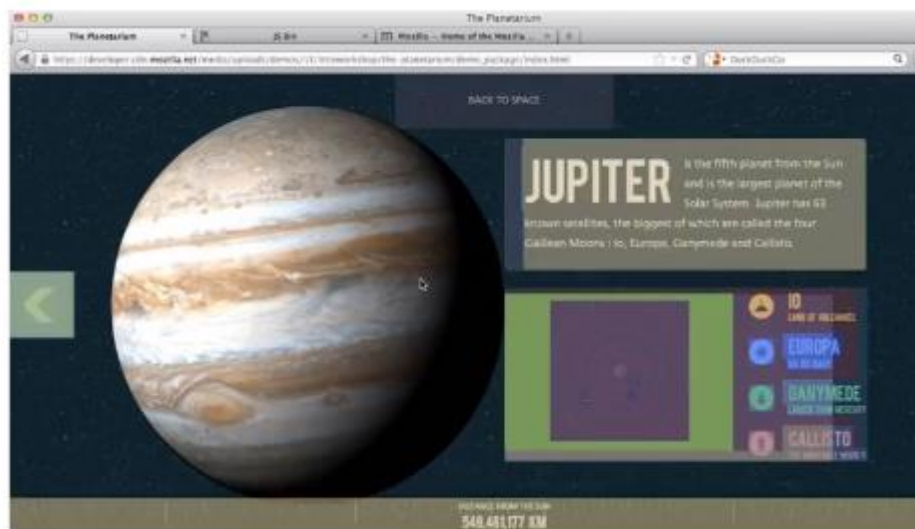 The Planetarium
The Planetarium
JS Bin
Mozilla — Home of the Mozilla ...
DuckDuckGo
BACK TO SPACE
JUPITER is the fifth planet from the Sun
and is the largest planet of the
Solar System. Jupiter has 63
known satellites, the biggest of which are called the four
Galilean Moons : Io, Europa, Ganymede and Callisto.
IO
LAND OF VOLCANOES
EUROPA
GANYMEDE
LARGER THAN MERCURY
CALLISTO
DISTANCE FROM THE SUN
KM